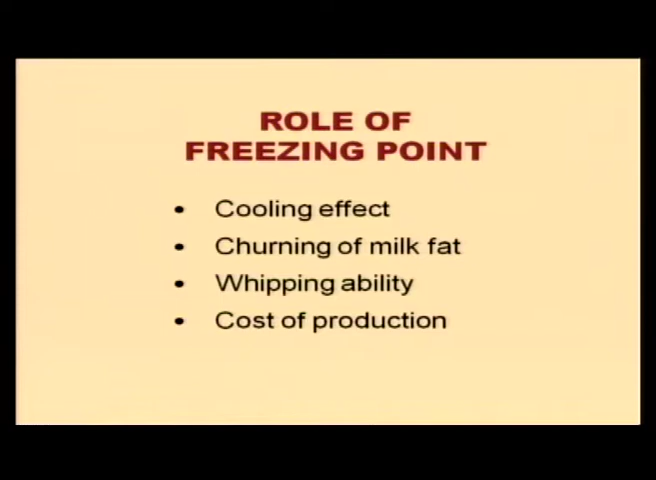 ROLE OF
FREEZING POINT
• Cooling effect
• Churning of milk fat
• Whipping ability
• Cost of production